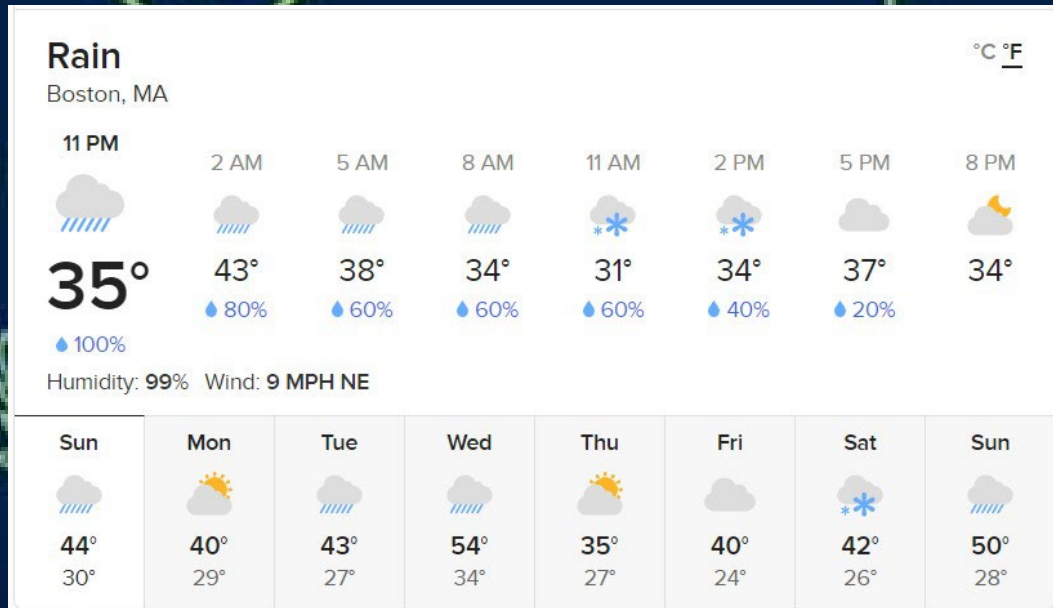 Rain
°C °F
Boston, MA
11 PM
2 AM 5 AM 8 AM 11 AM 2 PM 5 PM 8 PM
35° 43° 38° 34° 31° 34° 37° 34°
80% 60% 60% 60% 40% 20%
100%
Humidity: 99% Wind: 9 MPH NE
Sun Mon Tue Wed Thu Fri Sat Sun
44° 40° 43° 54° 35° 40° 42° 50°
30° 29° 27° 34° 27° 24° 26° 28°